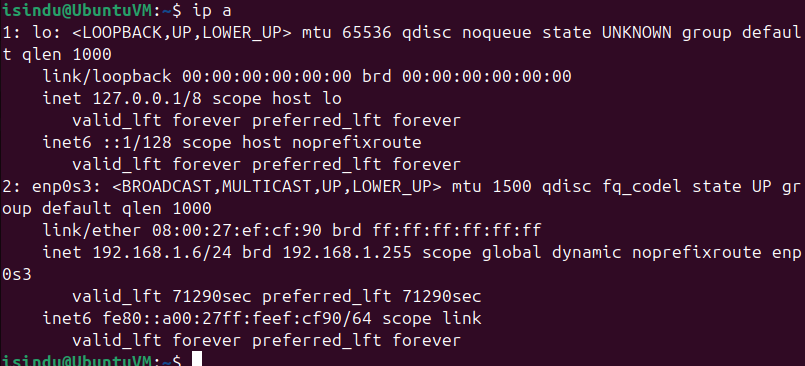 isindu@UbuntuVM:~$ ip a
1: lo: <LOOPBACK,UP,LOWER_UP> mtu 65536 qdisc noqueue state UNKNOWN group defaul
t qlen 1000
    link/loopback 00:00:00:00:00:00 brd 00:00:00:00:00:00
    inet 127.0.0.1/8 scope host lo
       valid_lft forever preferred_lft forever
    inet6 ::1/128 scope host noprefixroute
       valid_lft forever preferred_lft forever
2: enp0s3: <BROADCAST,MULTICAST,UP,LOWER_UP> mtu 1500 qdisc fq_codel state UP gr
oup default qlen 1000
    link/ether 08:00:27:ef:cf:90 brd ff:ff:ff:ff:ff:ff
    inet 192.168.1.6/24 brd 192.168.1.255 scope global dynamic noprefixroute enp
0s3
       valid_lft 71290sec preferred_lft 71290sec
    inet6 fe80::a00:27ff:feef:cf90/64 scope link
       valid_lft forever preferred_lft forever
isindu@UbuntuVM:~$